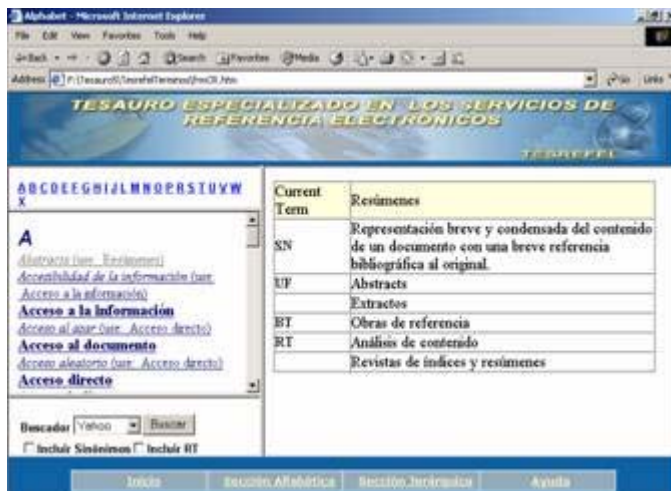 Alphabet - Microsoft Internet Explorer
File Edit View Favorites Tools Help
Back Search Favorites Media
Address Go Links
TESAURO ESPECIALIZADO EN LOS SERVICIOS DE
REFERENCIA ELECTRÓNICOS
TESREFEL
A B C D E F G H I J L M N O P R S T U V W
X
A
Abstracts (use Resúmenes)
Accesibilidad de la información (use
Acceso a la información)
Acceso a la información
Acceso al azar (use Acceso directo)
Acceso al documento
Acceso aleatorio (use Acceso directo)
Acceso directo
Buscador Yahoo Buscar
Incluir Sinónimos Incluir RT
Current Term Resúmenes
SN Representación breve y condensada del contenido
de un documento con una breve referencia
bibliográfica al original.
UF Abstracts
Extractos
BT Obras de referencia
RT Análisis de contenido
Revistas de índices y resúmenes
Inicio Sección Alfabética Sección Jerárquica Ayuda